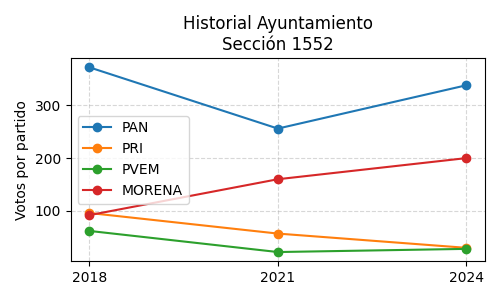 Historial Ayuntamiento
Sección 1552
Votos por partido
300
200
100
PAN
PRI
PVEM
MORENA
2018
2021
2024